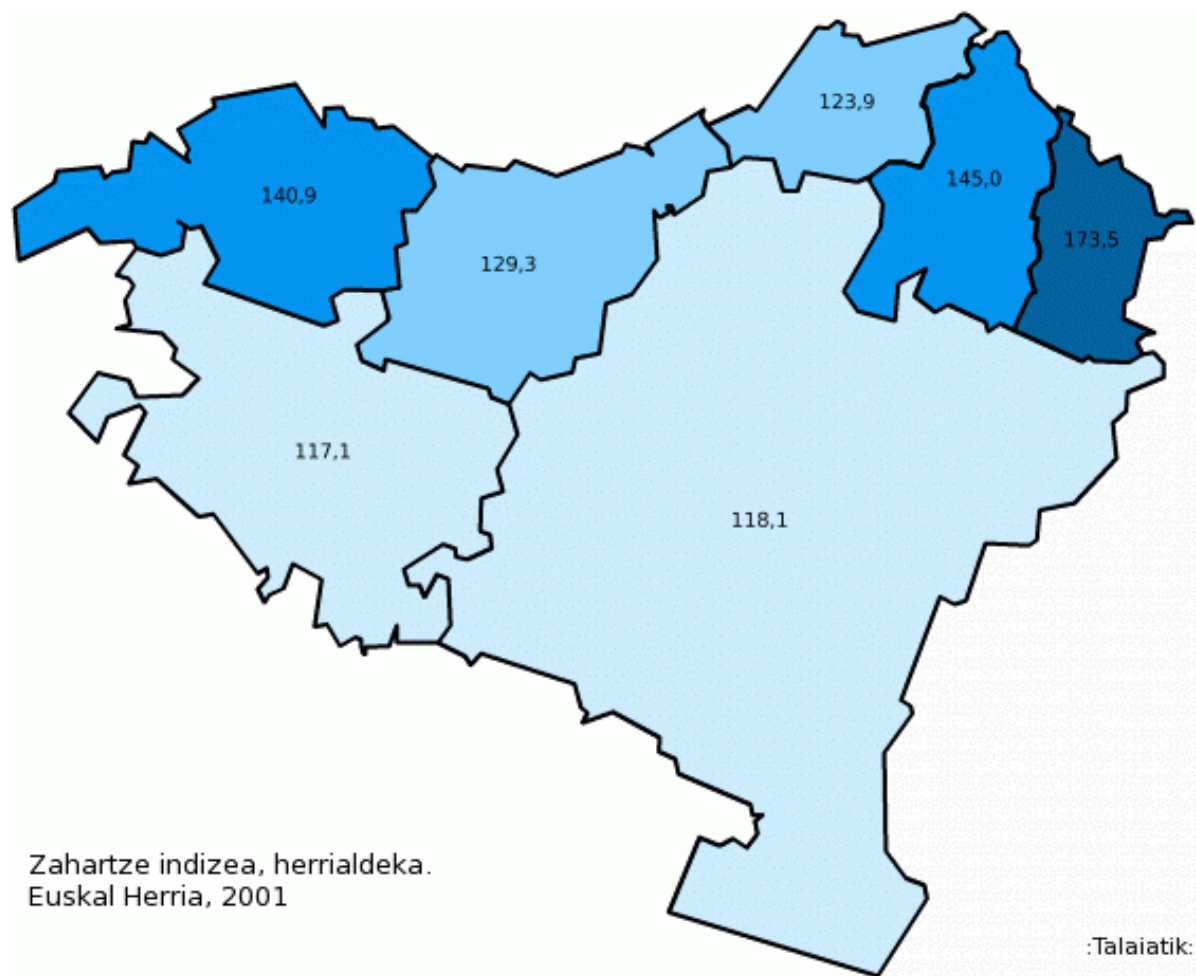 123,9
140,9
145,0
129,3
173,5
117,1
118,1
Zahartze indizea, herrialdeka.
Euskal Herria, 2001
:Talaiatik: